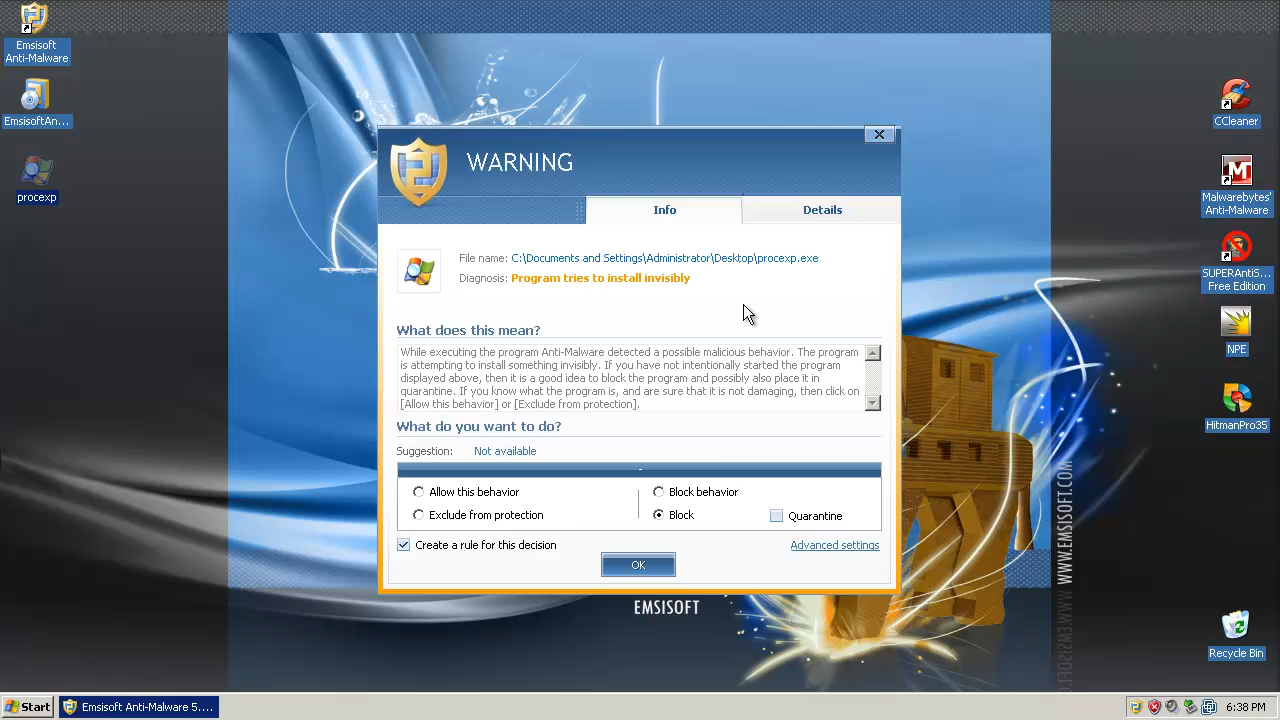 Emsisoft
Anti-Malware
EmsisoftAn...
procexp
WARNING
Info
Details
File name: C:\Documents and Settings\Administrator\Desktop\procexp.exe
Diagnosis: Program tries to install invisibly
What does this mean?
While executing the program Anti-Malware detected a possible malicious behavior. The program
is attempting to install something invisibly. If you have not intentionally started the program
displayed above, then it is a good idea to block the program and possibly also place it in
quarantine. If you know what the program is, and are sure that it is not damaging, then click on
[Allow this behavior] or [Exclude from protection].
What do you want to do?
Suggestion: Not available
Allow this behavior
Block behavior
Exclude from protection
Block
Quarantine
Create a rule for this decision
Advanced settings
OK
EMSISOFT
WWW.EMSISOFT.COM
CCleaner
Malwarebytes'
Anti-Malware
SUPERAntiS...
Free Edition
NPE
HitmanPro35
Recycle Bin
Start
Emsisoft Anti-Malware 5....
6:38 PM